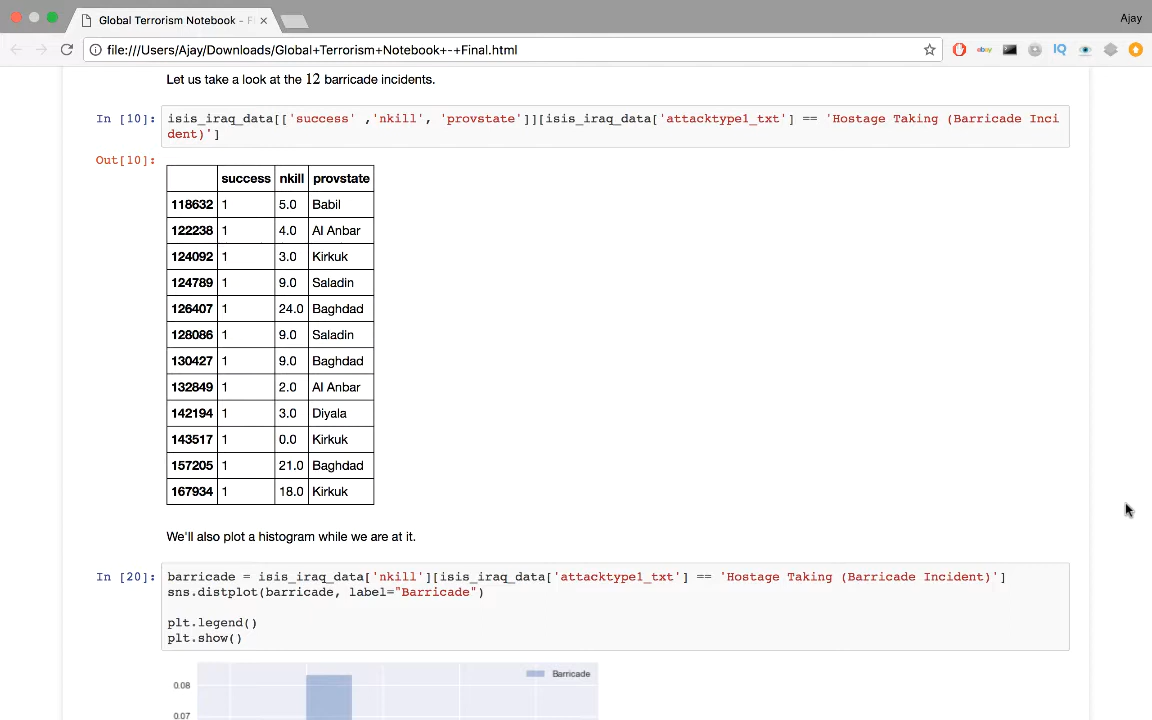 Global Terrorism Notebook - F
Ajay
file:///Users/Ajay/Downloads/Global+Terrorism+Notebook+-+Final.html
ebay
IQ
Let us take a look at the 12 barricade incidents.
In [10]: isis_iraq_data[['success' ,'nkill', 'provstate']][isis_iraq_data['attacktype1_txt'] == 'Hostage Taking (Barricade Inci
dent)']
Out[10]:
success nkill provstate
118632 1 5.0 Babil
122238 1 4.0 Al Anbar
124092 1 3.0 Kirkuk
124789 1 9.0 Saladin
126407 1 24.0 Baghdad
128086 1 9.0 Saladin
130427 1 9.0 Baghdad
132849 1 2.0 Al Anbar
142194 1 3.0 Diyala
143517 1 0.0 Kirkuk
157205 1 21.0 Baghdad
167934 1 18.0 Kirkuk
We'll also plot a histogram while we are at it.
In [20]: barricade = isis_iraq_data['nkill'][isis_iraq_data['attacktype1_txt'] == 'Hostage Taking (Barricade Incident)']
sns.distplot(barricade, label="Barricade")
plt.legend()
plt.show()
Barricade
0.08
0.07